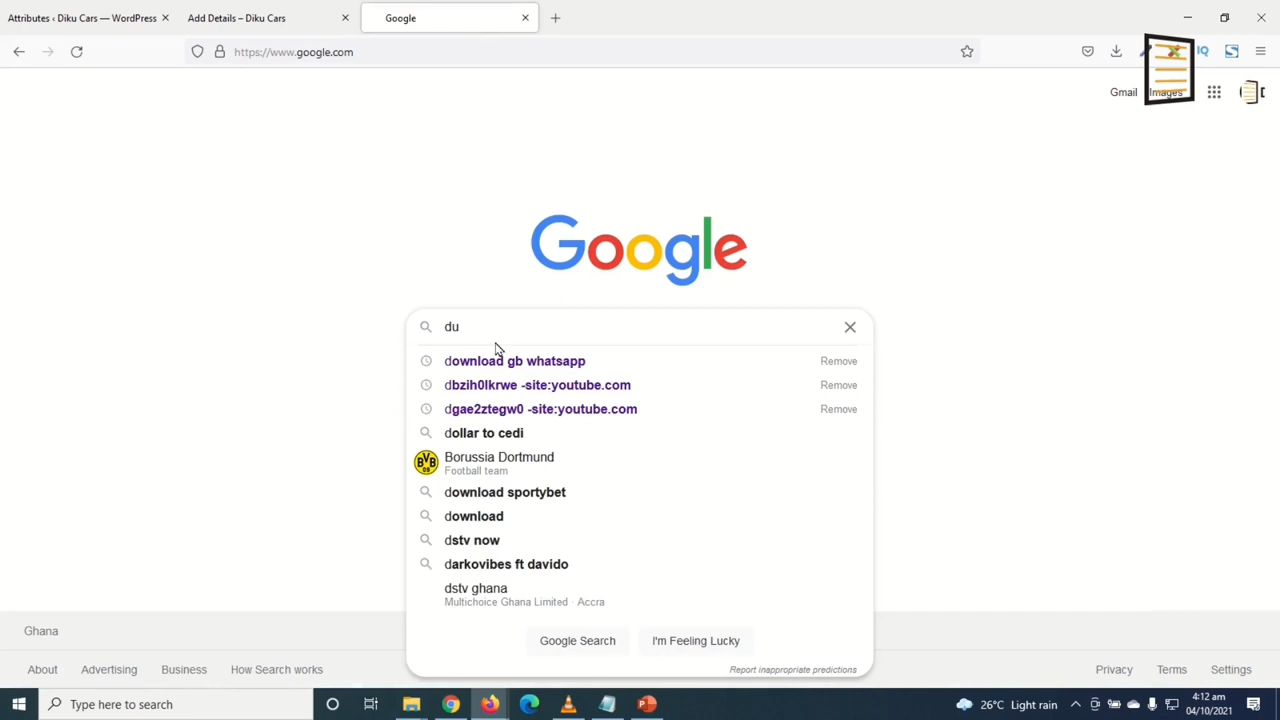 Attributes ‹ Diku Cars — WordPress
Add Details – Diku Cars
Google
https://www.google.com
IQ
Gmail
Images
Google
du
download gb whatsapp
Remove
dbzih0lkrwe -site:youtube.com
Remove
dgae2ztegw0 -site:youtube.com
Remove
dollar to cedi
Borussia Dortmund
Football team
BVB
09
download sportybet
download
dstv now
darkovibes ft davido
dstv ghana
Multichoice Ghana Limited · Accra
Google Search
I'm Feeling Lucky
Report inappropriate predictions
Ghana
About
Advertising
Business
How Search works
Privacy
Terms
Settings
Type here to search
26°C Light rain
4:12 am
04/10/2021